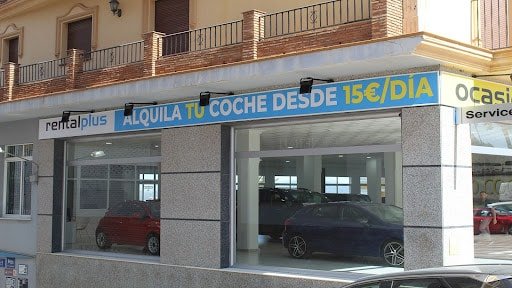 rentalplus ALQUILA TU COCHE DESDE 15€/DÍA
ocasi
Service